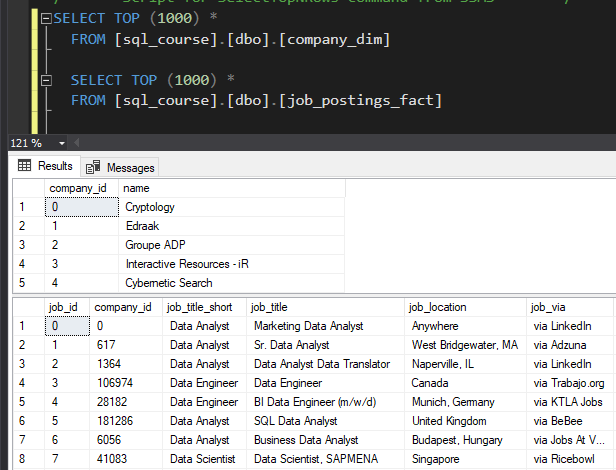 SELECT TOP (1000) *
FROM [sql_course].[dbo].[company_dim]
SELECT TOP (1000) *
FROM [sql_course].[dbo].[job_postings_fact]
121 %
Results Messages
company_id name
1 0 Cryptology
2 1 Edraak
3 2 Groupe ADP
4 3 Interactive Resources - iR
5 4 Cybernetic Search
job_id company_id job_title_short job_title job_location job_via
1 0 0 Data Analyst Marketing Data Analyst Anywhere via LinkedIn
2 1 617 Data Analyst Sr. Data Analyst West Bridgewater, MA via Adzuna
3 2 1364 Data Analyst Data Analyst Data Translator Naperville, IL via LinkedIn
4 3 106974 Data Engineer Data Engineer Canada via Trabajo.org
5 4 28182 Data Engineer BI Data Engineer (m/w/d) Munich, Germany via KTLA Jobs
6 5 181286 Data Analyst SQL Data Analyst United Kingdom via BeBee
7 6 6056 Data Analyst Business Data Analyst Budapest, Hungary via Jobs At V...
8 7 41083 Data Scientist Data Scientist, SAPMENA Singapore via Ricebowl